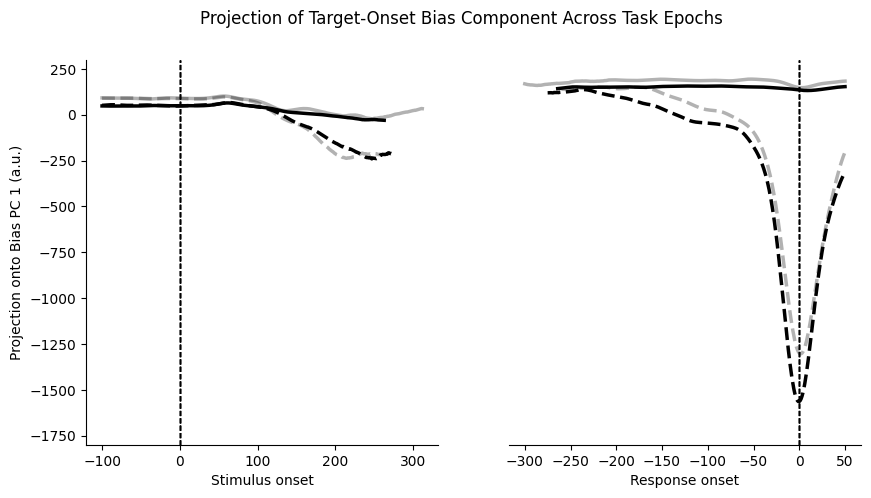 Projection of Target-Onset Bias Component Across Task Epochs
Projection onto Bias PC 1 (a.u.)
250
0
−250
−500
−750
−1000
−1250
−1500
−1750
−100 0 100 200 300
Stimulus onset
−300 −250 −200 −150 −100 −50 0 50
Response onset